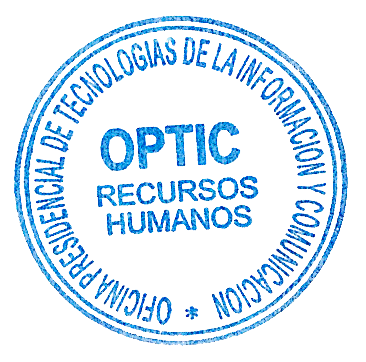 OFICINA PRESIDENCIAL DE TECNOLOGIAS DE LA INFORMACION Y COMUNICACION *
OPTIC
RECURSOS
HUMANOS